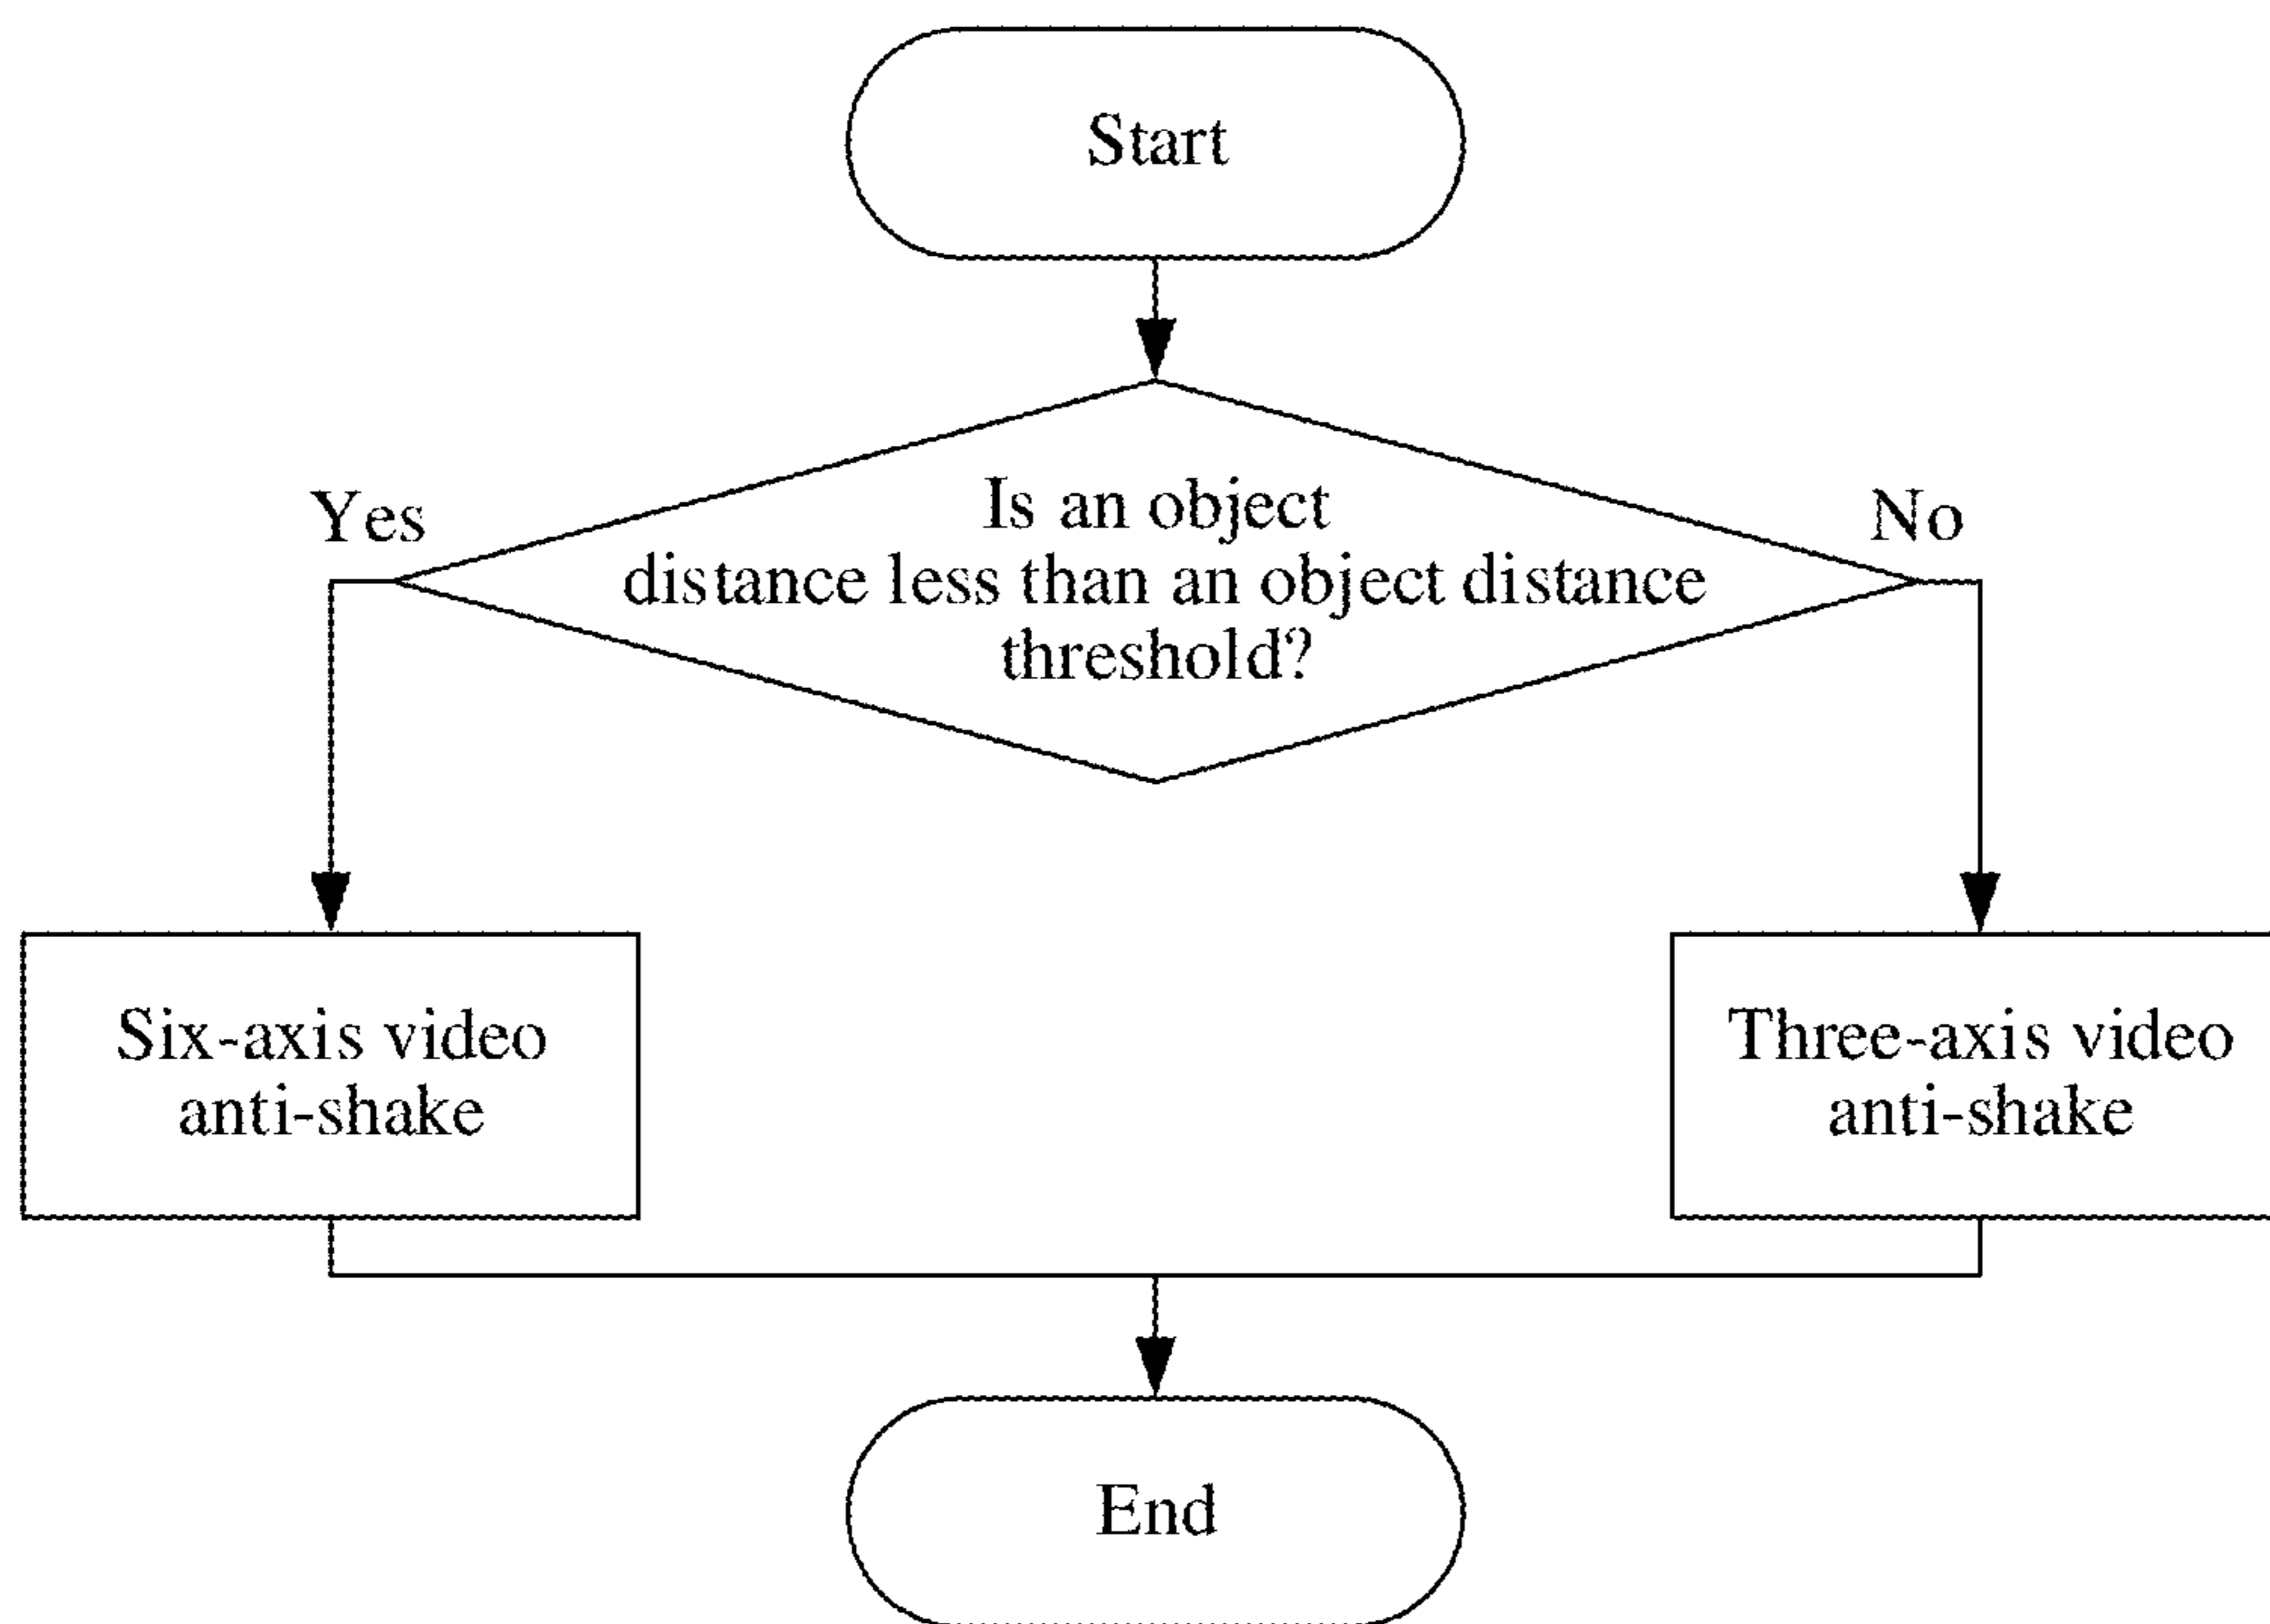 Start
Is an object
distance less than an object distance
threshold?
Yes
No
Six-axis video
anti-shake
Three-axis video
anti-shake
End